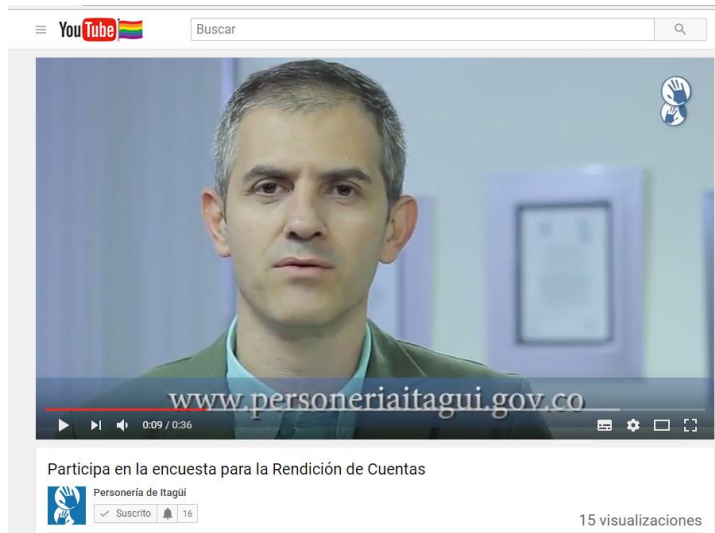 YouTube
Buscar
www.personeriaitagui.gov.co
0:09 / 0:36
Participa en la encuesta para la Rendición de Cuentas
Personería de Itagüí
Suscrito 16
15 visualizaciones